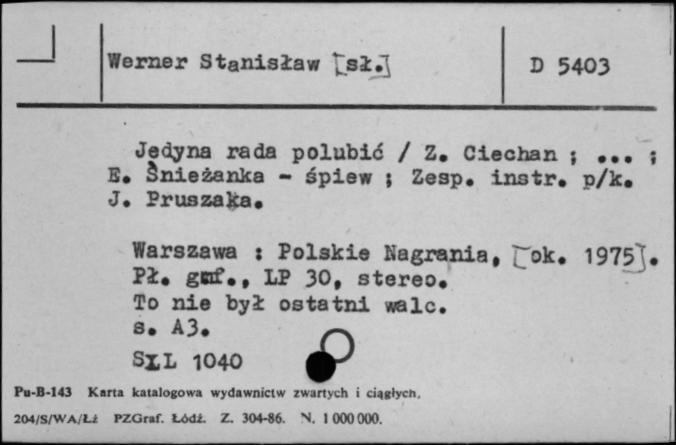 Werner Stanisław [sł.]
D 5403
Jedyna rada polubić / Z. Ciechan ; ... ;
E. Śnieżanka - śpiew ; Zesp. instr. p/k.
J. Pruszaka.
Warszawa : Polskie Nagrania, [ok. 1975].
Pł. gmf., LP 30, stereo.
To nie był ostatni walc.
s. A3.
SXL 1040
Pu-B-143 Karta katalogowa wydawnictw zwartych i ciągłych.
204/S/WA/Łż PZGraf. Łódź. Z. 304-86. N. 1 000 000.